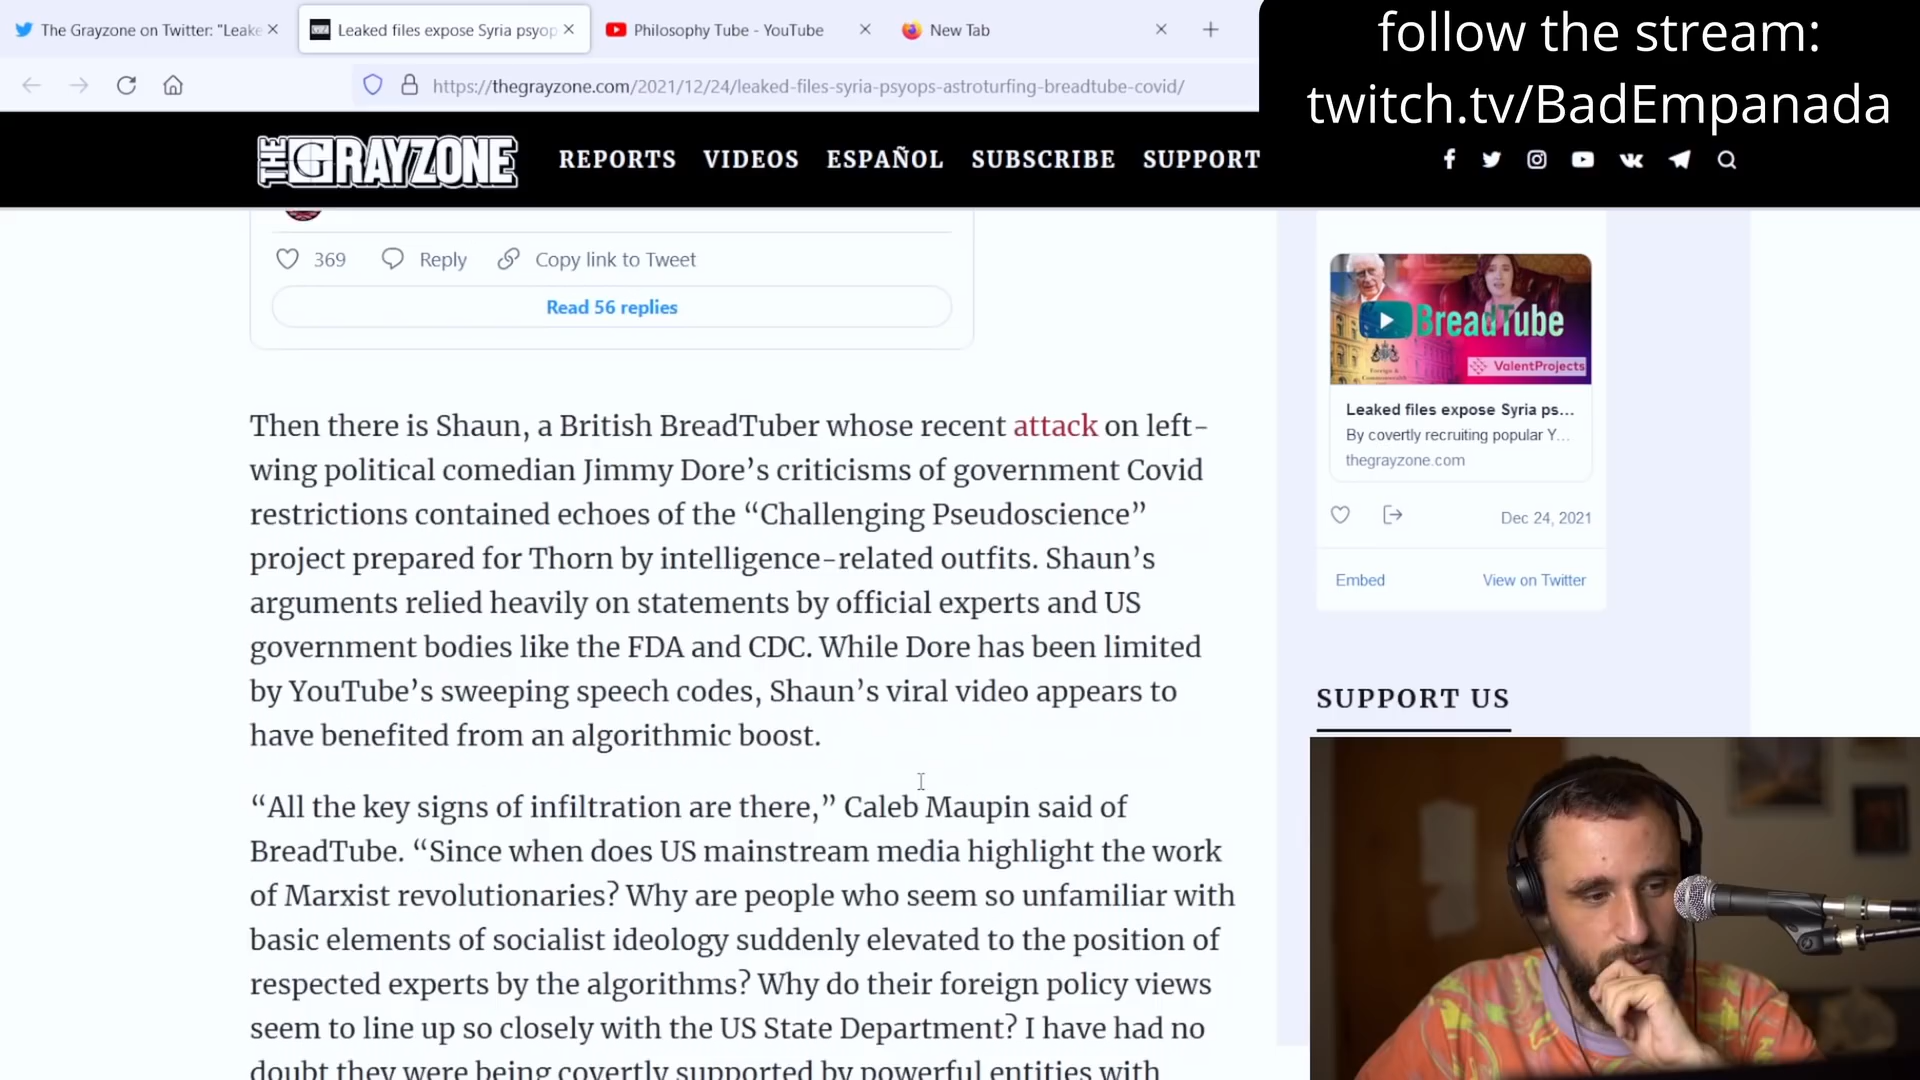 The Grayzone on Twitter: "Leake
Leaked files expose Syria psyop
Philosophy Tube - YouTube
New Tab
follow the stream:
twitch.tv/BadEmpanada
https://thegrayzone.com/2021/12/24/leaked-files-syria-psyops-astroturfing-breadtube-covid/
THE GRAYZONE
REPORTS VIDEOS ESPAÑOL SUBSCRIBE SUPPORT
369 Reply Copy link to Tweet
Read 56 replies
Then there is Shaun, a British BreadTuber whose recent attack on left-
wing political comedian Jimmy Dore’s criticisms of government Covid
restrictions contained echoes of the “Challenging Pseudoscience”
project prepared for Thorn by intelligence-related outfits. Shaun’s
arguments relied heavily on statements by official experts and US
government bodies like the FDA and CDC. While Dore has been limited
by YouTube’s sweeping speech codes, Shaun’s viral video appears to
have benefited from an algorithmic boost.
“All the key signs of infiltration are there,” Caleb Maupin said of
BreadTube. “Since when does US mainstream media highlight the work
of Marxist revolutionaries? Why are people who seem so unfamiliar with
basic elements of socialist ideology suddenly elevated to the position of
respected experts by the algorithms? Why do their foreign policy views
seem to line up so closely with the US State Department? I have had no
doubt they were being covertly supported by powerful entities with
BreadTube
Foreign &
Commonwealth
ValentProjects
Leaked files expose Syria ps...
By covertly recruiting popular Y...
thegrayzone.com
Dec 24, 2021
Embed View on Twitter
SUPPORT US